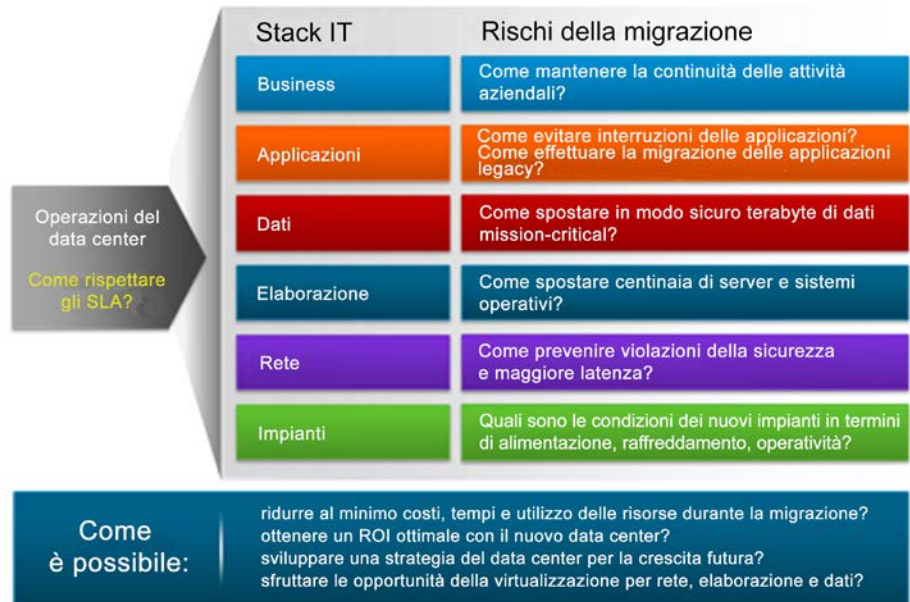 Stack IT
Rischi della migrazione
Operazioni del
data center
Come rispettare
gli SLA?
Business
Come mantenere la continuità delle attività
aziendali?
Applicazioni
Come evitare interruzioni delle applicazioni?
Come effettuare la migrazione delle applicazioni
legacy?
Dati
Come spostare in modo sicuro terabyte di dati
mission-critical?
Elaborazione
Come spostare centinaia di server e sistemi
operativi?
Rete
Come prevenire violazioni della sicurezza
e maggiore latenza?
Impianti
Quali sono le condizioni dei nuovi impianti in termini
di alimentazione, raffreddamento, operatività?
Come
è possibile:
ridurre al minimo costi, tempi e utilizzo delle risorse durante la migrazione?
ottenere un ROI ottimale con il nuovo data center?
sviluppare una strategia del data center per la crescita futura?
sfruttare le opportunità della virtualizzazione per rete, elaborazione e dati?